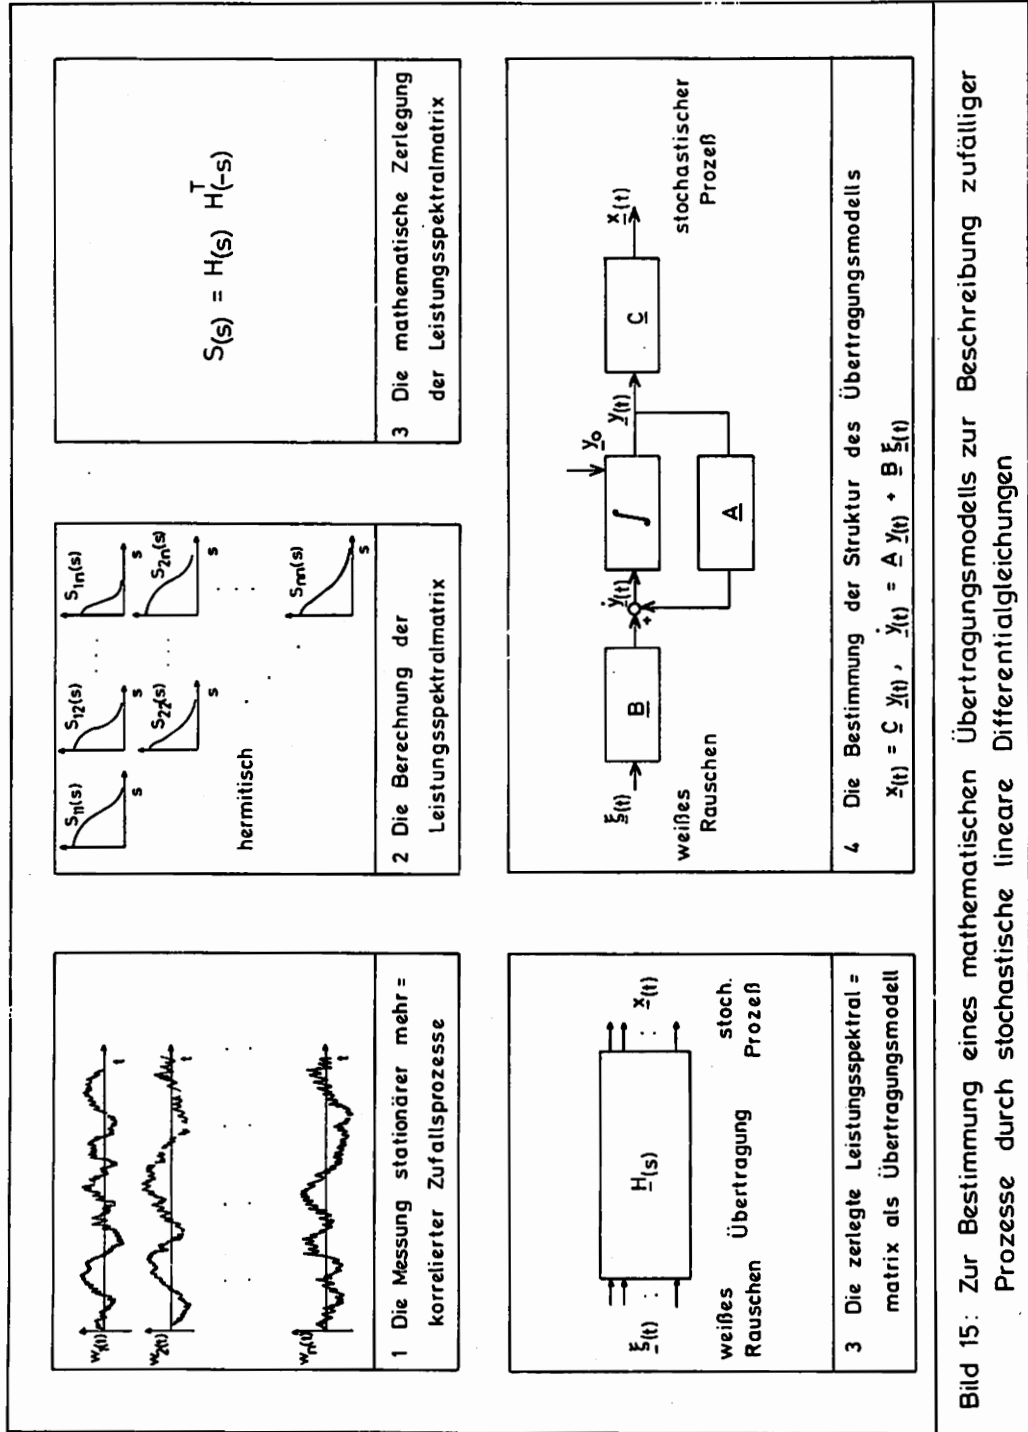 w₁(t)
t
w₂(t)
t
wₙ(t)
t
1 Die Messung stationärer mehr=
korrelierter Zufallsprozesse
S₁₁(s)
s
S₁₂(s)
s
S₁ₙ(s)
s
S₂₂(s)
s
S₂ₙ(s)
s
hermitisch
Sₙₙ(s)
s
2 Die Berechnung der
Leistungsspektralmatrix
S(s) = H(s) Hᵀ(-s)
3 Die mathematische Zerlegung
der Leistungsspektralmatrix
ξ(t)
H(s)
x(t)
weißes
Rauschen
Übertragung
stoch.
Prozeß
3 Die zerlegte Leistungsspektral=
matrix als Übertragungsmodell
ξ(t)
weißes
Rauschen
B
+
ẏ(t)
∫
y₀
y(t)
A
C
x(t)
stochastischer
Prozeß
4 Die Bestimmung der Struktur des Übertragungsmodells
x(t) = C y(t) , ẏ(t) = A y(t) + B ξ(t)
Bild 15: Zur Bestimmung eines mathematischen Übertragungsmodells zur Beschreibung zufälliger
Prozesse durch stochastische lineare Differentialgleichungen